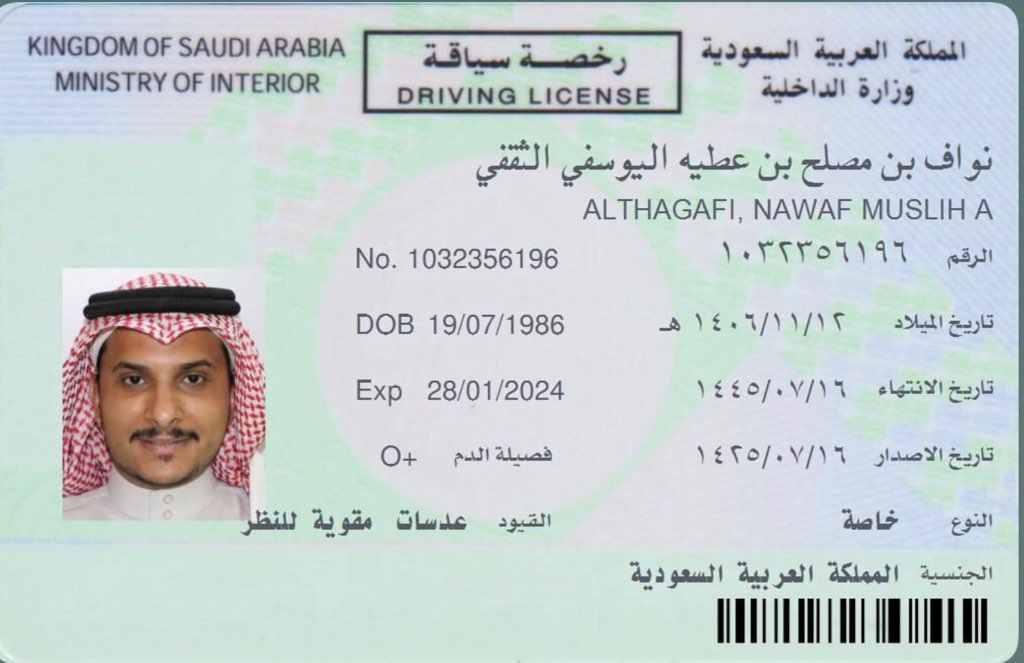 KINGDOM OF SAUDI ARABIA
MINISTRY OF INTERIOR
رخصة سياقة
DRIVING LICENSE
المملكة العربية السعودية
وزارة الداخلية
نواف بن مصلح بن عطيه اليوسفي الثقفي
ALTHAGAFI, NAWAF MUSLIH A
الرقم ١٠٣٢٣٥٦١٩٦
No. 1032356196
تاريخ الميلاد ١٤٠٦/١١/١٢ هـ
DOB 19/07/1986
تاريخ الانتهاء ١٤٤٥/٠٧/١٦
Exp 28/01/2024
تاريخ الاصدار ١٤٢٥/٠٧/١٦
فصيلة الدم O+
النوع خاصة
القيود عدسات مقوية للنظر
الجنسية المملكة العربية السعودية